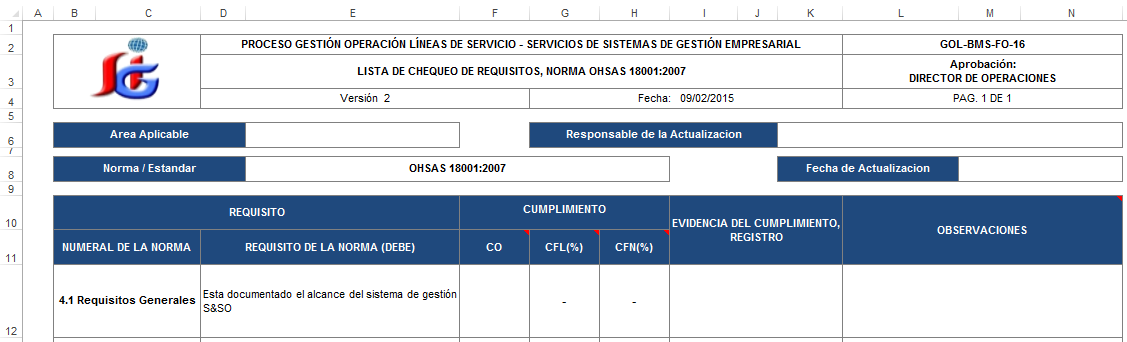 A B C D E F G H I J K L M N
1
2 PROCESO GESTIÓN OPERACIÓN LÍNEAS DE SERVICIO - SERVICIOS DE SISTEMAS DE GESTIÓN EMPRESARIAL GOL-BMS-FO-16
LISTA DE CHEQUEO DE REQUISITOS, NORMA OHSAS 18001:2007 Aprobación:
3 DIRECTOR DE OPERACIONES
4 Versión 2 Fecha: 09/02/2015 PAG. 1 DE 1
5
6 Area Aplicable Responsable de la Actualizacion
7
8 Norma / Estandar OHSAS 18001:2007 Fecha de Actualizacion
9
10 REQUISITO CUMPLIMIENTO EVIDENCIA DEL CUMPLIMIENTO, OBSERVACIONES
REGISTRO
11 NUMERAL DE LA NORMA REQUISITO DE LA NORMA (DEBE) CO CFL(%) CFN(%)
4.1 Requisitos Generales Esta documentado el alcance del sistema de gestión - -
S&SO
12